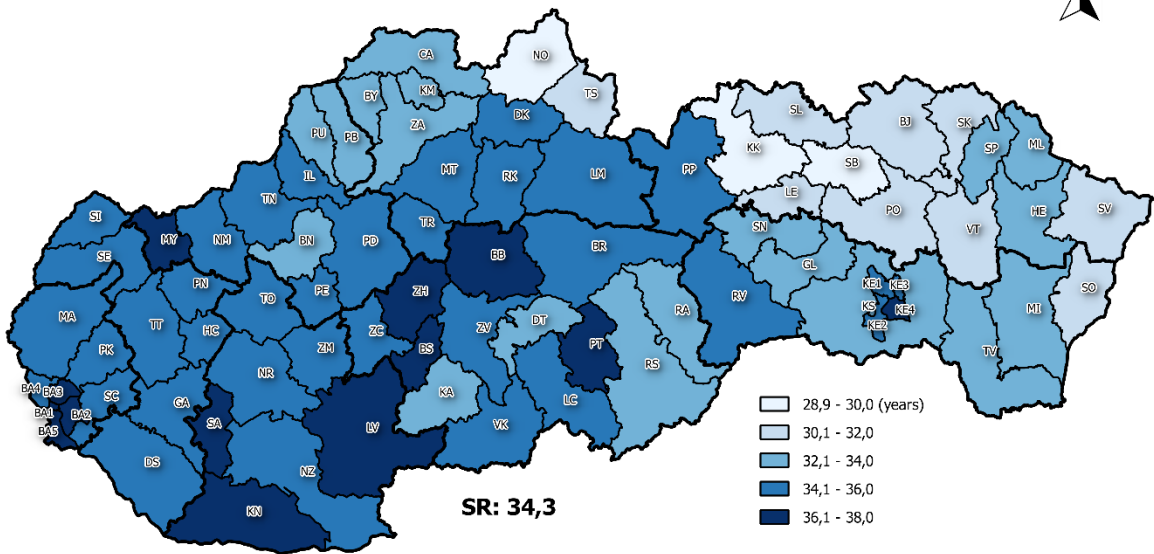 CA
NO
BY
KM
TS
PU
PB
ZA
DK
SL
BJ
SK
SP
ML
KK
SB
PP
IL
MT
RK
LM
LE
PO
HE
SV
TN
VT
SI
MY
NM
BN
PD
TR
SN
BR
SE
BB
GL
PN
TO
PE
ZH
KE1
KE3
SO
RV
RA
MA
TT
HC
ZC
ZV
DT
KS
KE4
MI
KE2
PK
ZM
BS
PT
TV
RS
NR
BA4
BA3
SC
GA
KA
LC
BA1
BA2
SA
LV
VK
BA5
DS
NZ
KN
SR: 34,3
28,9 - 30,0 (years)
30,1 - 32,0
32,1 - 34,0
34,1 - 36,0
36,1 - 38,0